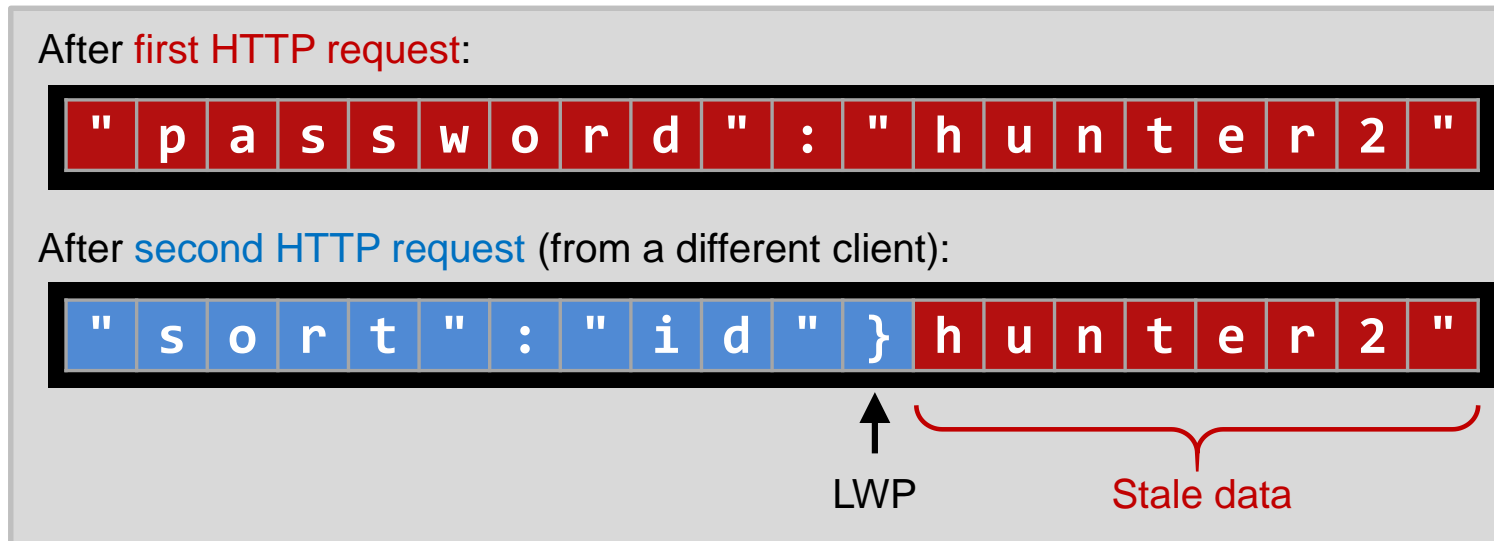 After first HTTP request:
"password":"hunter2"
After second HTTP request (from a different client):
"sort":"id"}hunter2"
LWP Stale data